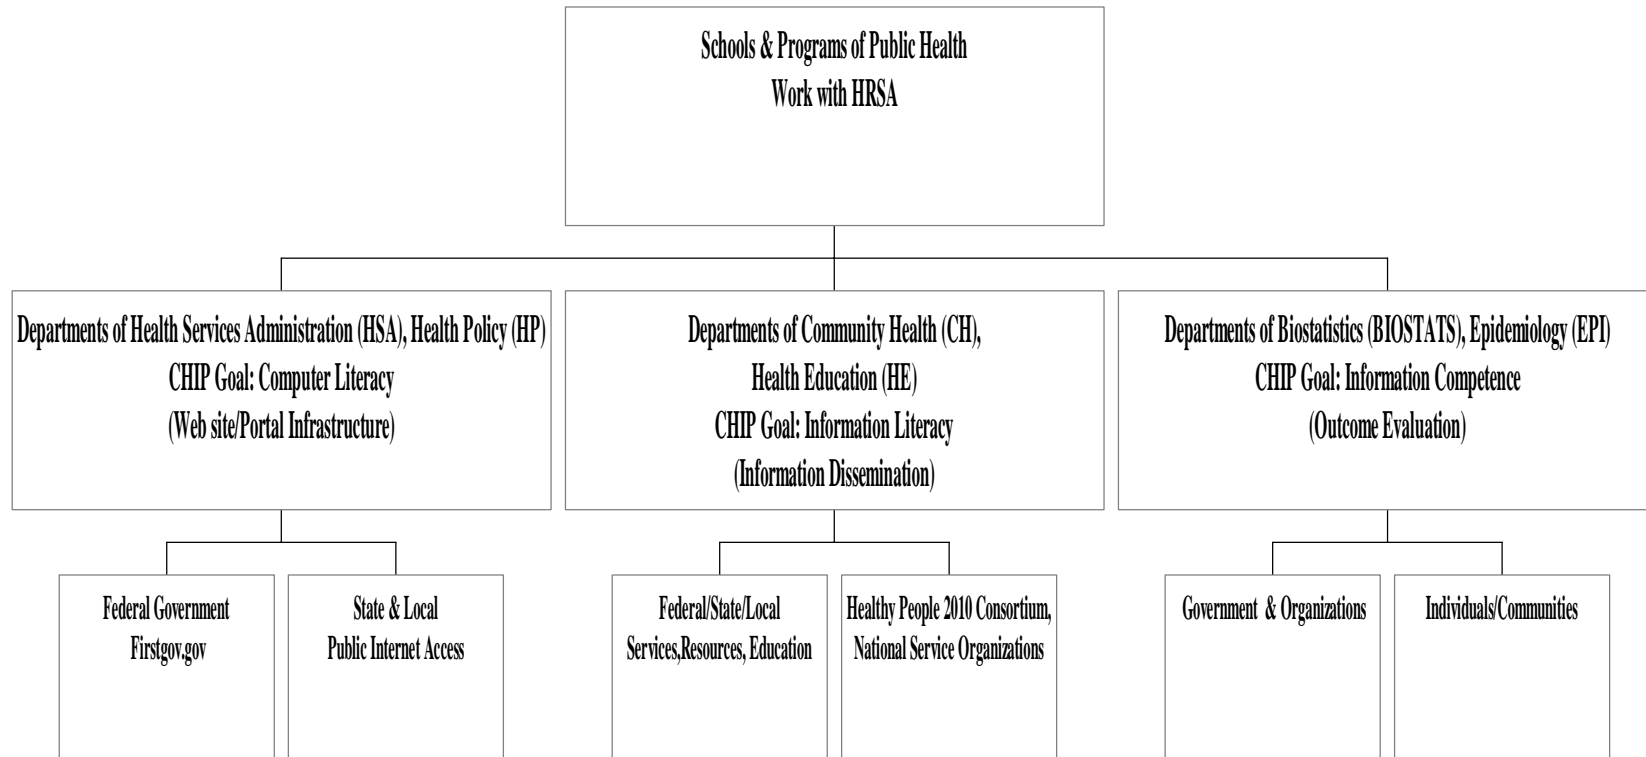 Schools & Programs of Public Health
Work with HRSA
Departments of Health Services Administration (HSA), Health Policy (HP)
CHIP Goal: Computer Literacy
(Web site/Portal Infrastructure)
Departments of Community Health (CH),
Health Education (HE)
CHIP Goal: Information Literacy
(Information Dissemination)
Departments of Biostatistics (BIOSTATS), Epidemiology (EPI)
CHIP Goal: Information Competence
(Outcome Evaluation)
Federal Government
Firstgov.gov
State & Local
Public Internet Access
Federal/State/Local
Services,Resources, Education
Healthy People 2010 Consortium,
National Service Organizations
Government & Organizations
Individuals/Communities